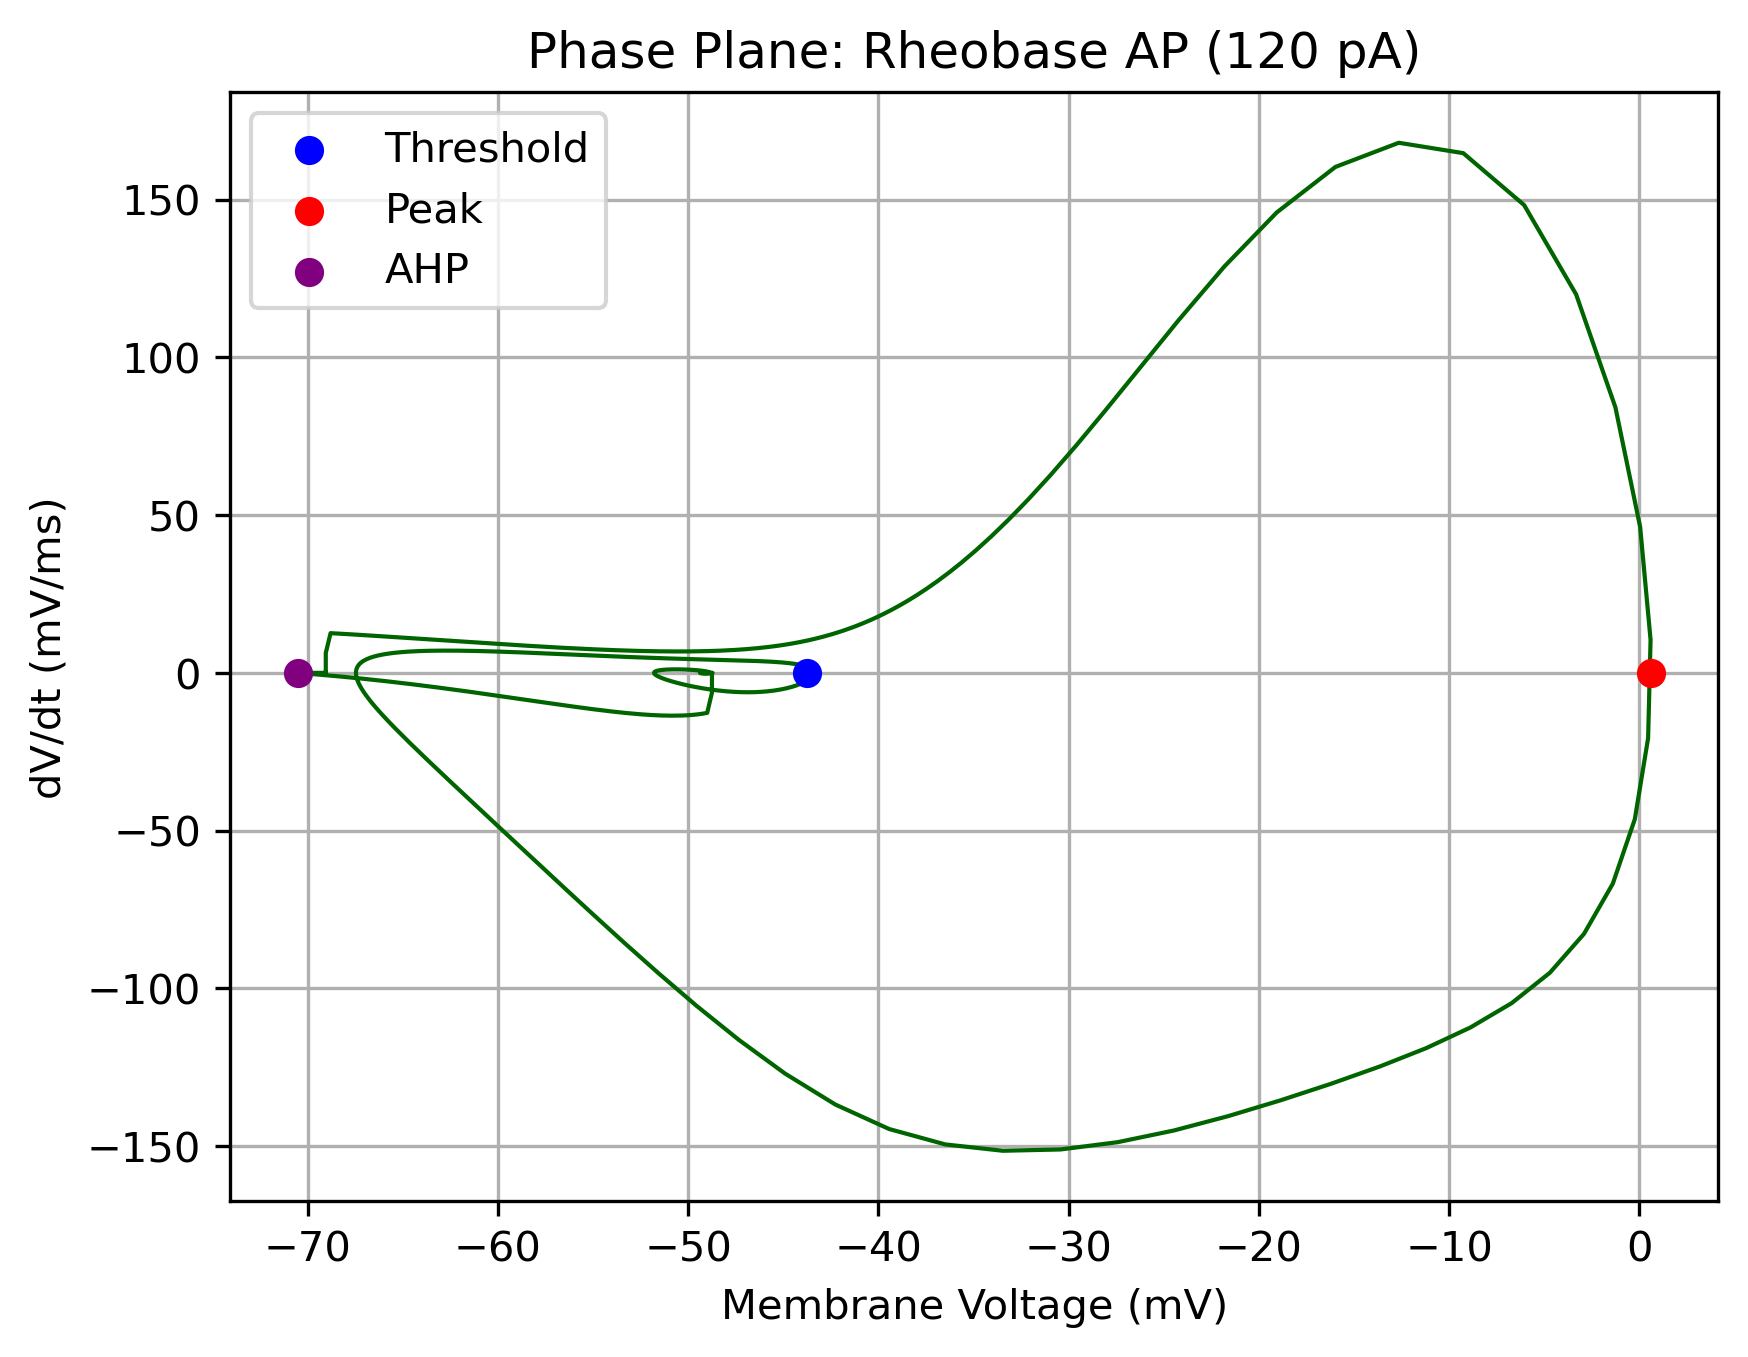 Phase Plane: Rheobase AP (120 pA)
Threshold
Peak
AHP
dV/dt (mV/ms)
150
100
50
0
−50
−100
−150
−70 −60 −50 −40 −30 −20 −10 0
Membrane Voltage (mV)